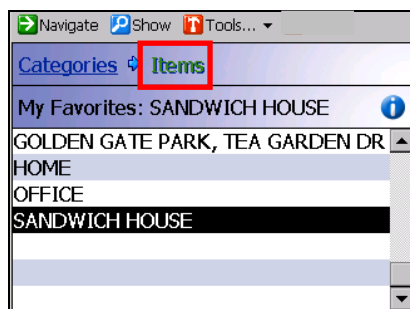 Navigate Show Tools...
Categories Items
My Favorites: SANDWICH HOUSE
GOLDEN GATE PARK, TEA GARDEN DR
HOME
OFFICE
SANDWICH HOUSE